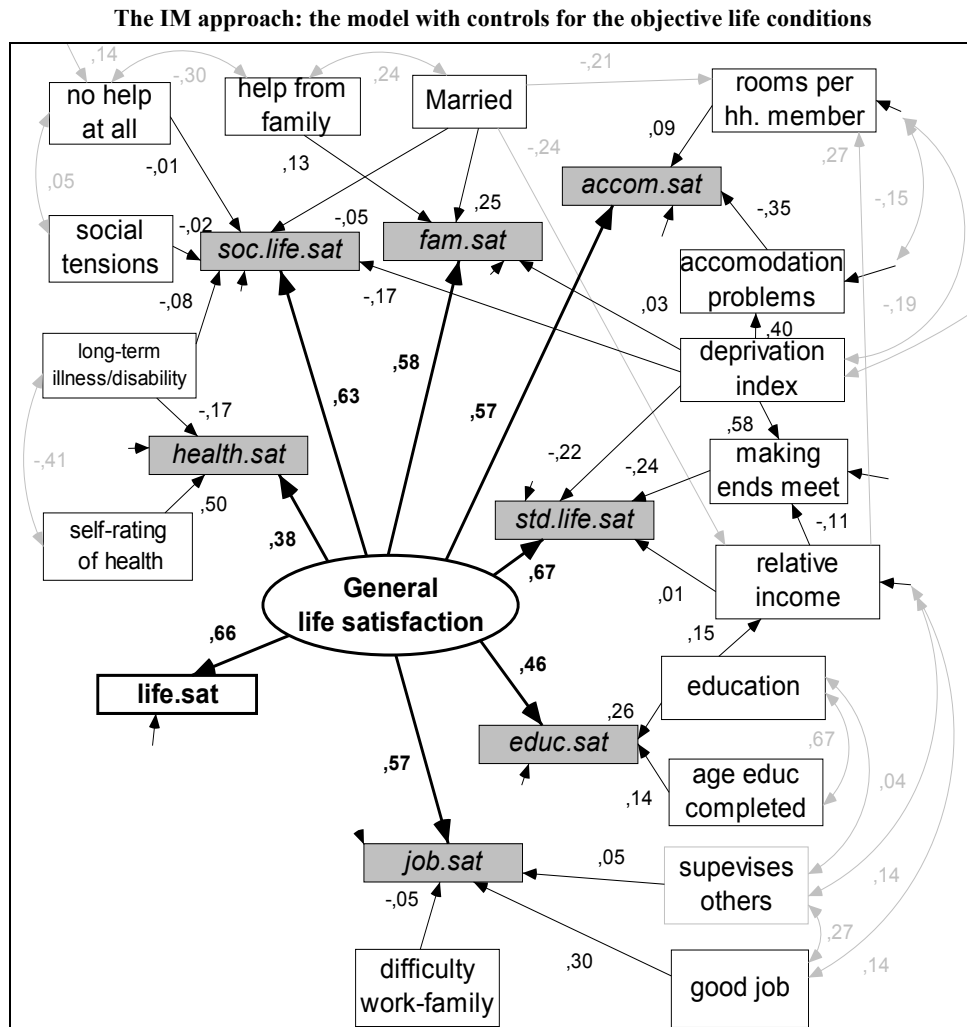 The IM approach: the model with controls for the objective life conditions
,14
-,30
,24
-,21
no help
at all
help from
family
Married
rooms per
hh. member
,05
-,01
,13
-,24
,09
,27
accom.sat
-,15
social
tensions
-,02
soc.life.sat
-,05
,25
fam.sat
-,35
accomodation
problems
-,08
-,17
,03
-,19
,40
long-term
illness/disability
deprivation
index
,63
,58
,57
-,17
,58
-,41
health.sat
-,22
-,24
making
ends meet
,50
std.life.sat
-,11
self-rating
of health
,38
,67
General
life satisfaction
,01
relative
income
,66
,15
life.sat
,46
education
,26
educ.sat
,67
,57
,14
age educ
completed
,04
job.sat
,05
supevises
others
-,05
,14
,27
difficulty
work-family
,30
good job
,14